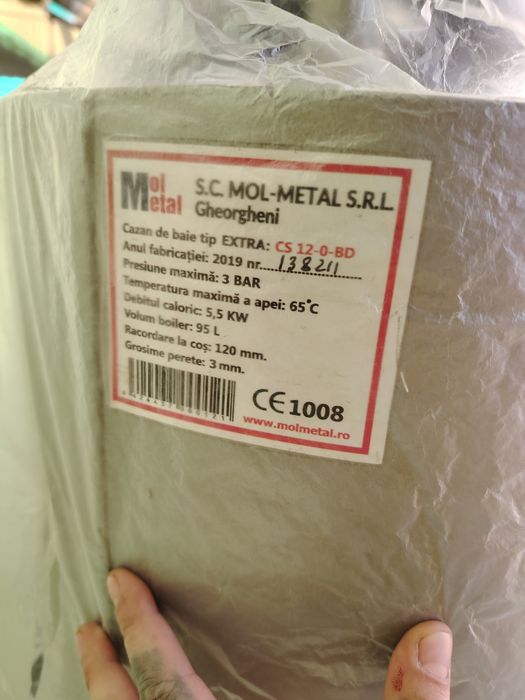 Mol
Metal
S.C. MOL-METAL S.R.L.
Gheorgheni
Cazan de baie tip EXTRA: CS 12-0-BD
Anul fabricației: 2019 nr....138211......
Presiune maximă: 3 BAR
Temperatura maximă a apei: 65°C
Debitul caloric: 5,5 KW
Volum boiler: 95 L
Racordare la coș: 120 mm.
Grosime perete: 3 mm.
CE 1008
www.molmetal.ro